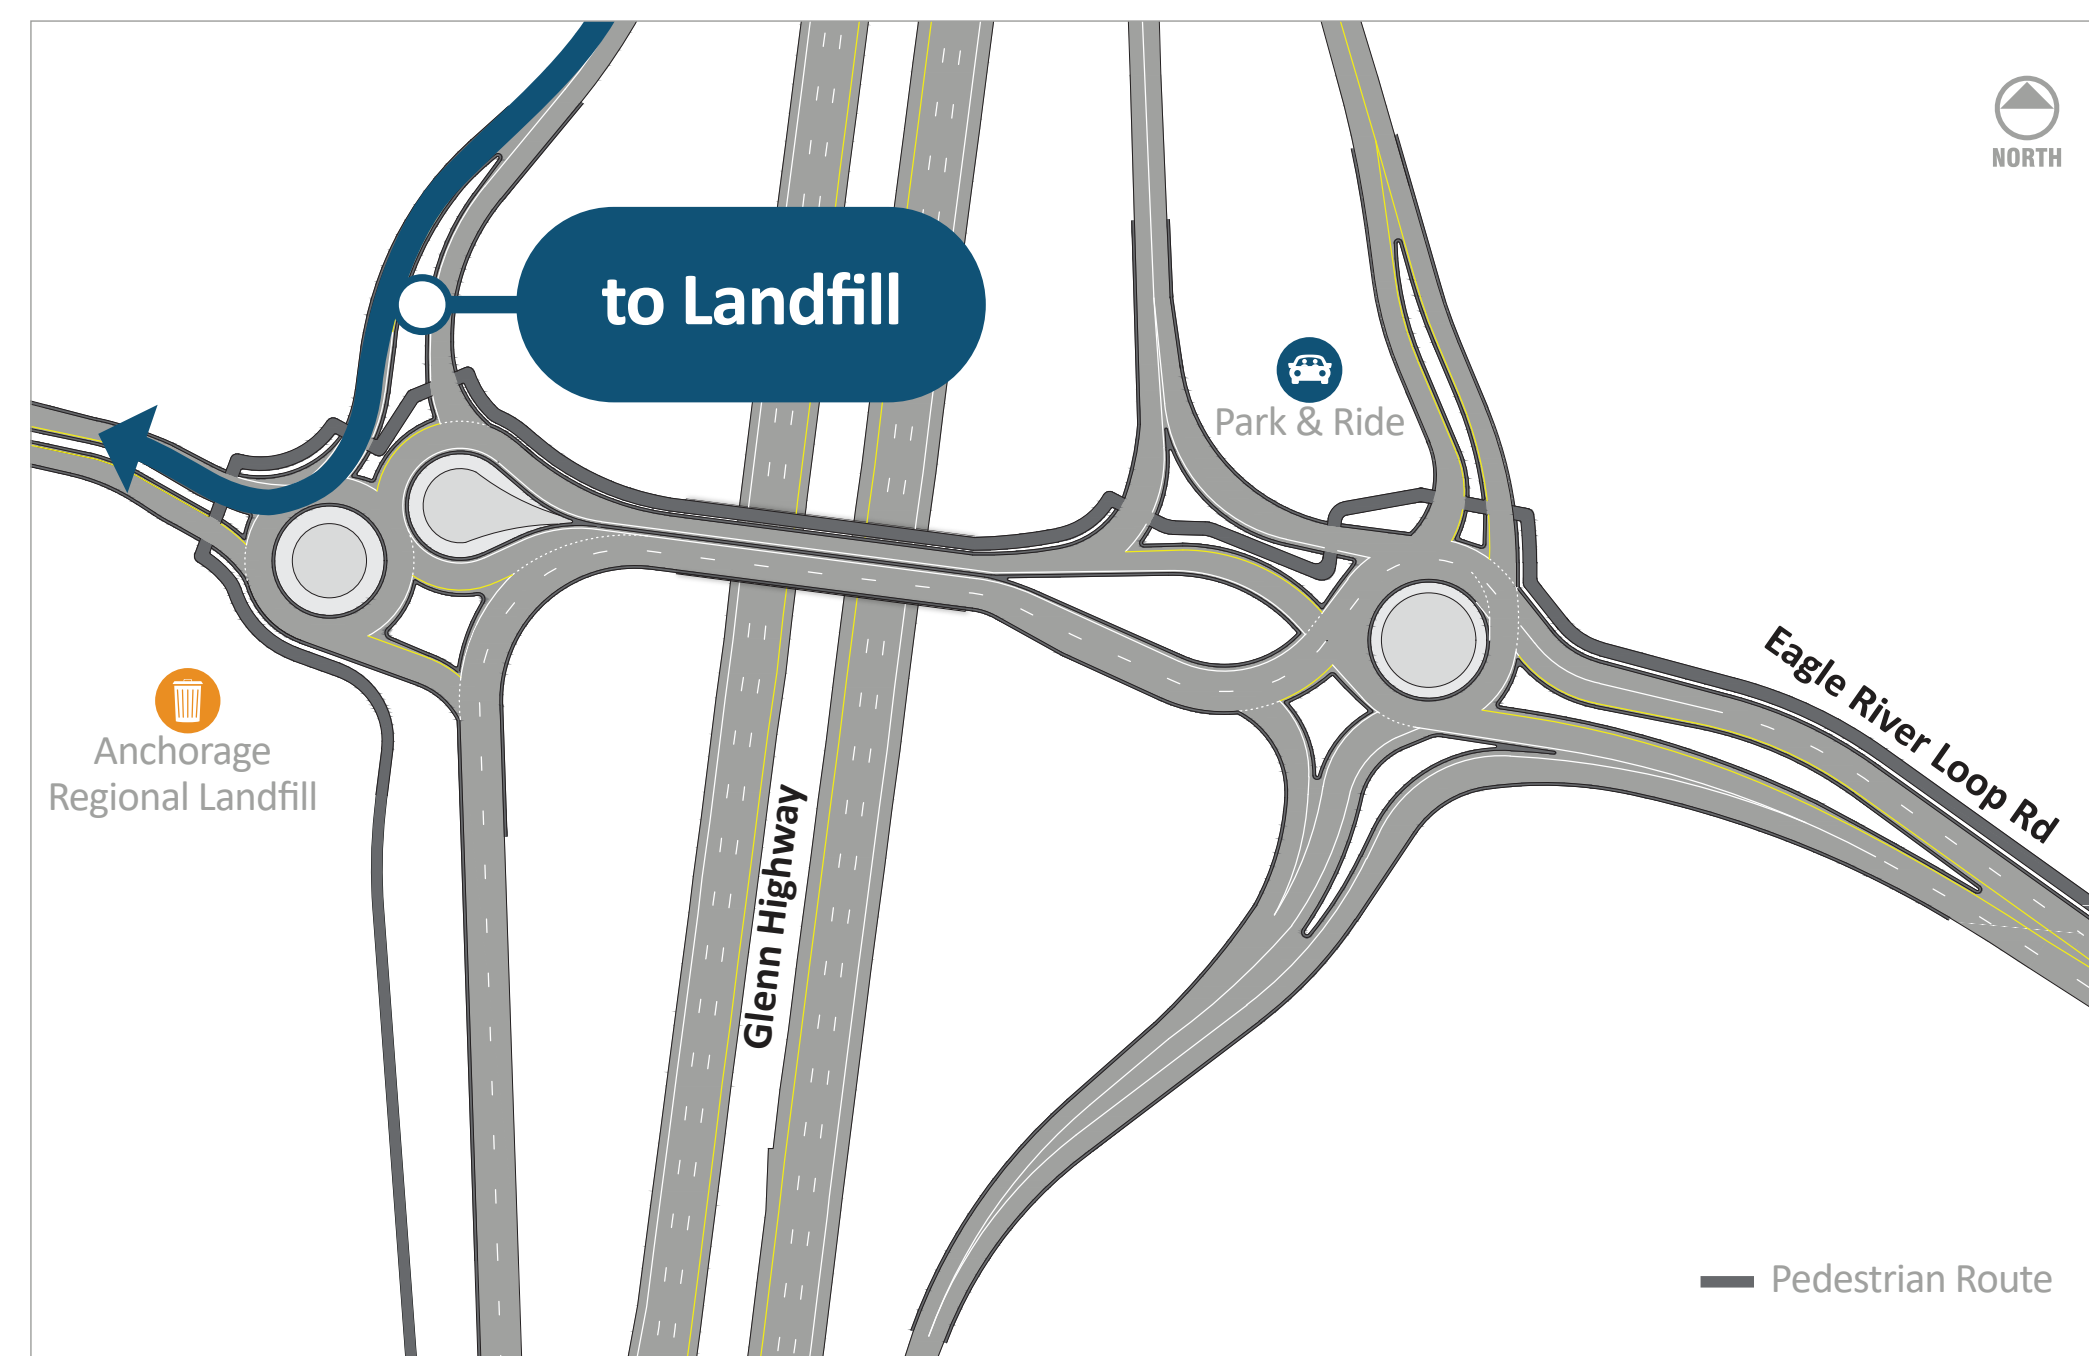 NORTH
to Landfill
Park & Ride
Eagle River Loop Rd
Anchorage
Regional Landfill
Glenn Highway
Pedestrian Route